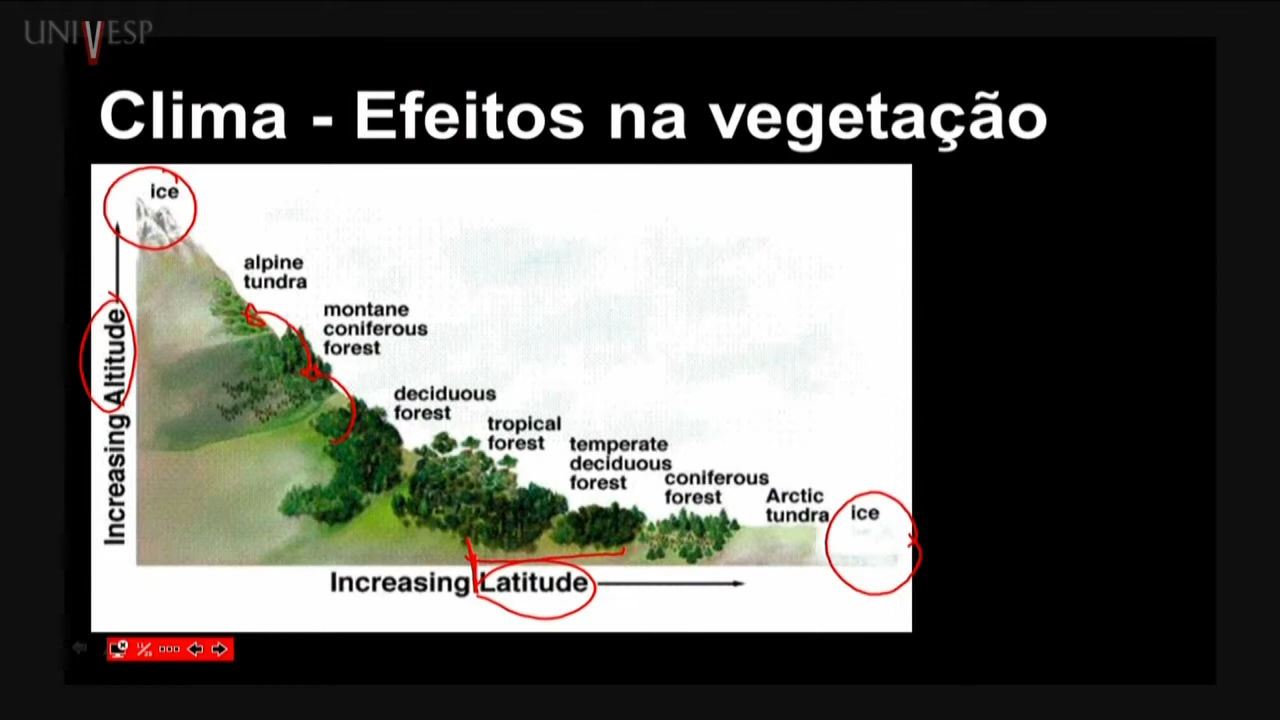 UNIVESP
Clima - Efeitos na vegetação
ice
alpine
tundra
montane
coniferous
forest
deciduous
forest
tropical
forest
temperate
deciduous
forest
coniferous
forest
Arctic
tundra
ice
Increasing Altitude
Increasing Latitude